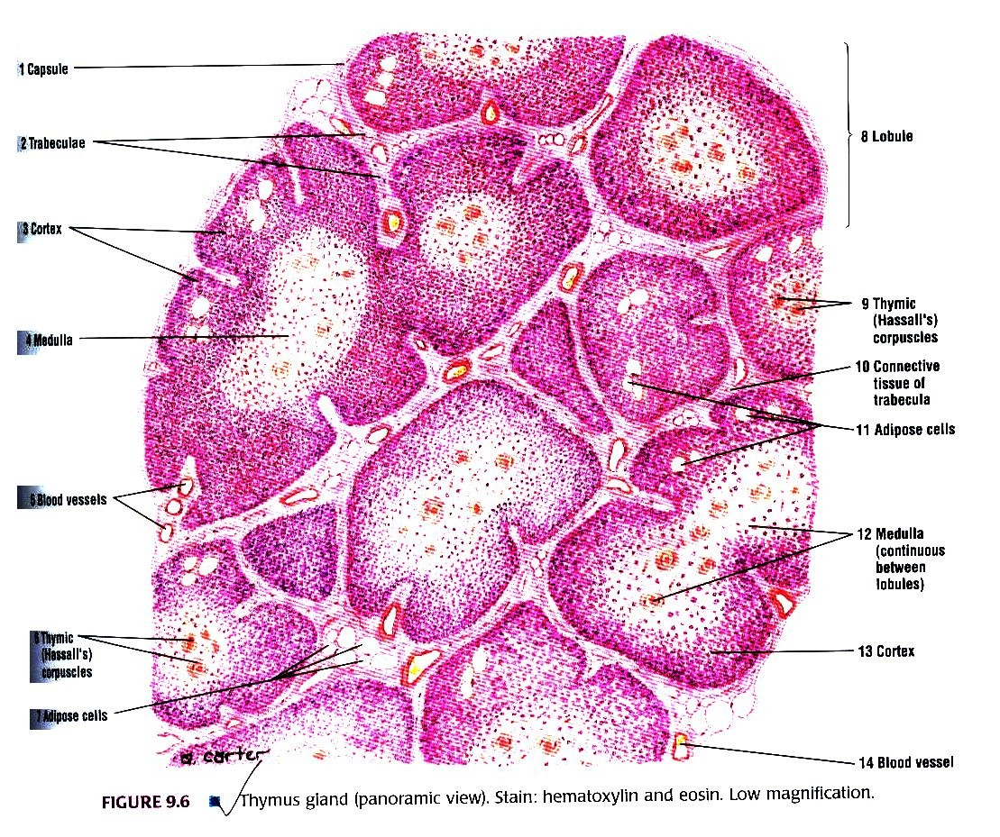 1 Capsule
2 Trabeculae
3 Cortex
4 Medulla
5 Blood vessels
6 Thymic
(Hassall's)
corpuscles
7 Adipose cells
8 Lobule
9 Thymic
(Hassall's)
corpuscles
10 Connective
tissue of
trabecula
11 Adipose cells
12 Medulla
(continuous
between
lobules)
13 Cortex
14 Blood vessel
a. carter
FIGURE 9.6 Thymus gland (panoramic view). Stain: hematoxylin and eosin. Low magnification.